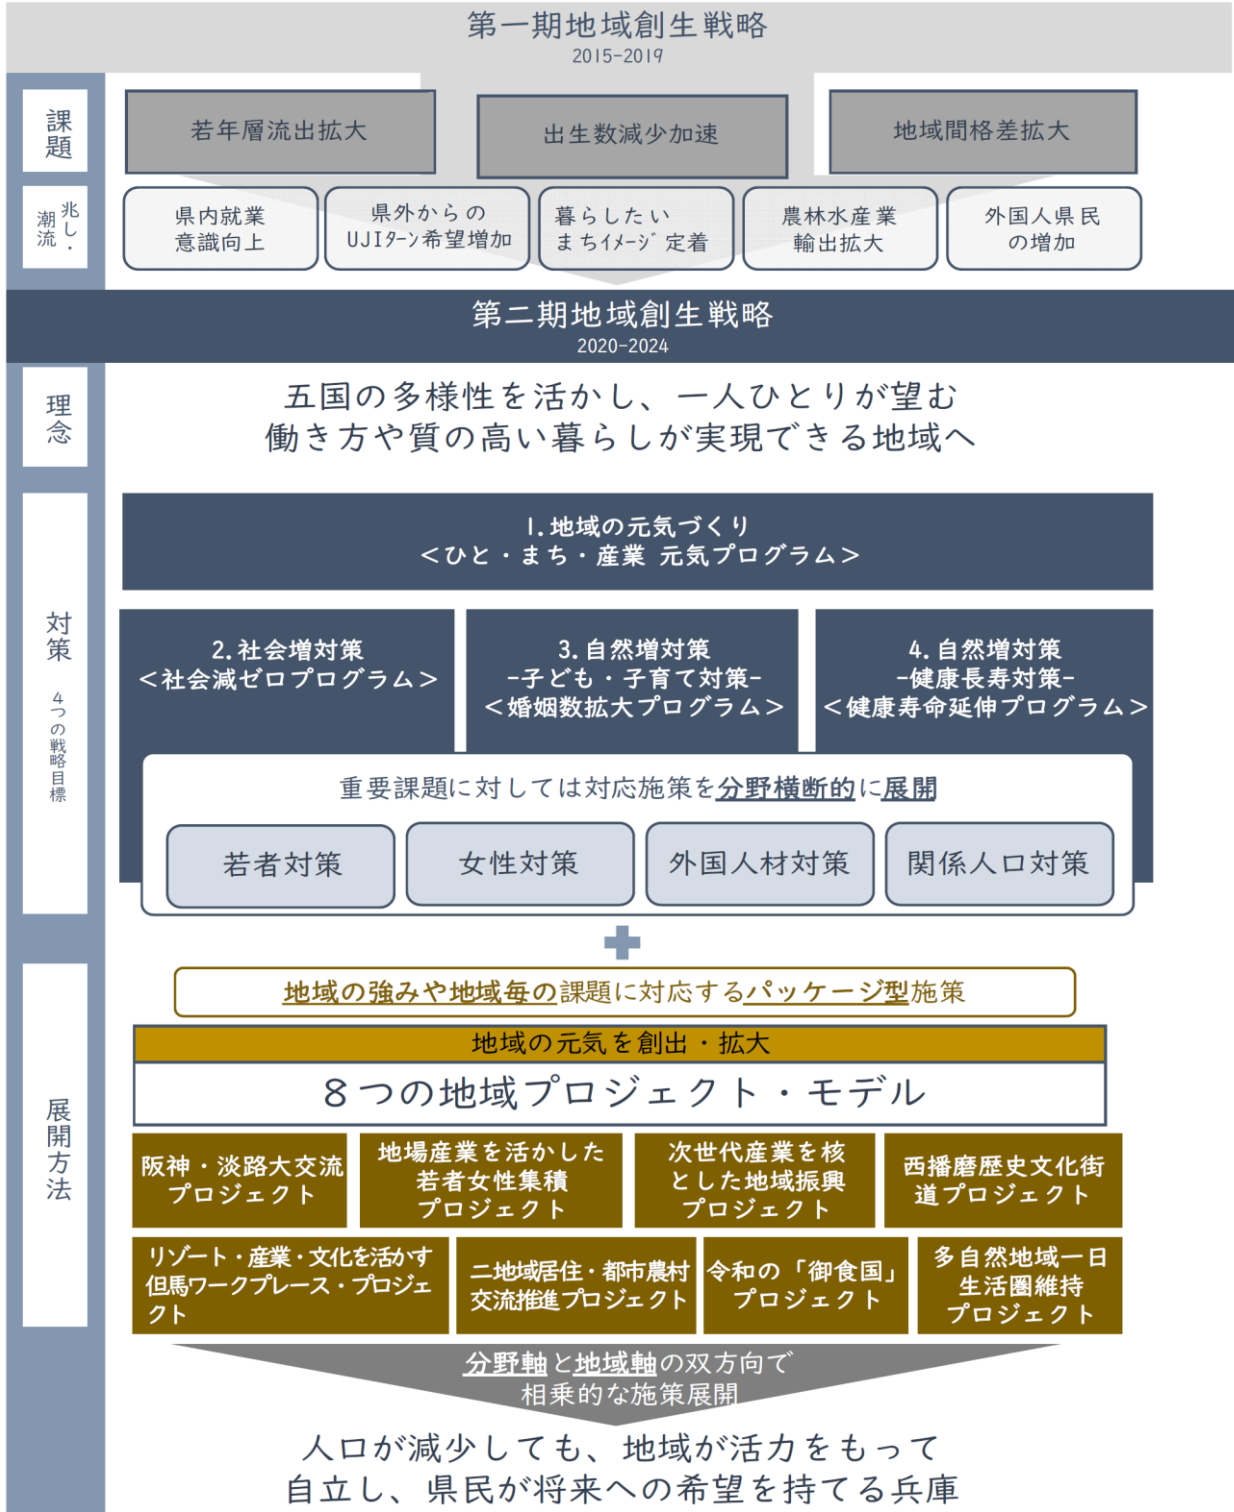 第一期地域創生戦略
2015-2019
課題
若年層流出拡大
出生数減少加速
地域間格差拡大
兆し・
潮流
県内就業
意識向上
県外からの
UJIターン希望増加
暮らしたい
まちイメージ定着
農林水産業
輸出拡大
外国人県民
の増加
第二期地域創生戦略
2020-2024
理念
五国の多様性を活かし、一人ひとりが望む
働き方や質の高い暮らしが実現できる地域へ
対策
4つの戦略目標
1.地域の元気づくり
<ひと・まち・産業 元気プログラム>
2.社会増対策
<社会減ゼロプログラム>
3.自然増対策
-子ども・子育て対策-
<婚姻数拡大プログラム>
4.自然増対策
-健康長寿対策-
<健康寿命延伸プログラム>
重要課題に対しては対応施策を分野横断的に展開
若者対策
女性対策
外国人材対策
関係人口対策
展開方法
地域の強みや地域毎の課題に対応するパッケージ型施策
地域の元気を創出・拡大
8つの地域プロジェクト・モデル
阪神・淡路大交流
プロジェクト
地場産業を活かした
若者女性集積
プロジェクト
次世代産業を核
とした地域振興
プロジェクト
西播磨歴史文化街
道プロジェクト
リゾート・産業・文化を活かす
但馬ワークプレース・プロジェ
クト
二地域居住・都市農村
交流推進プロジェクト
令和の「御食国」
プロジェクト
多自然地域一日
生活圏維持
プロジェクト
分野軸と地域軸の双方向で
相乗的な施策展開
人口が減少しても、地域が活力をもって
自立し、県民が将来への希望を持てる兵庫